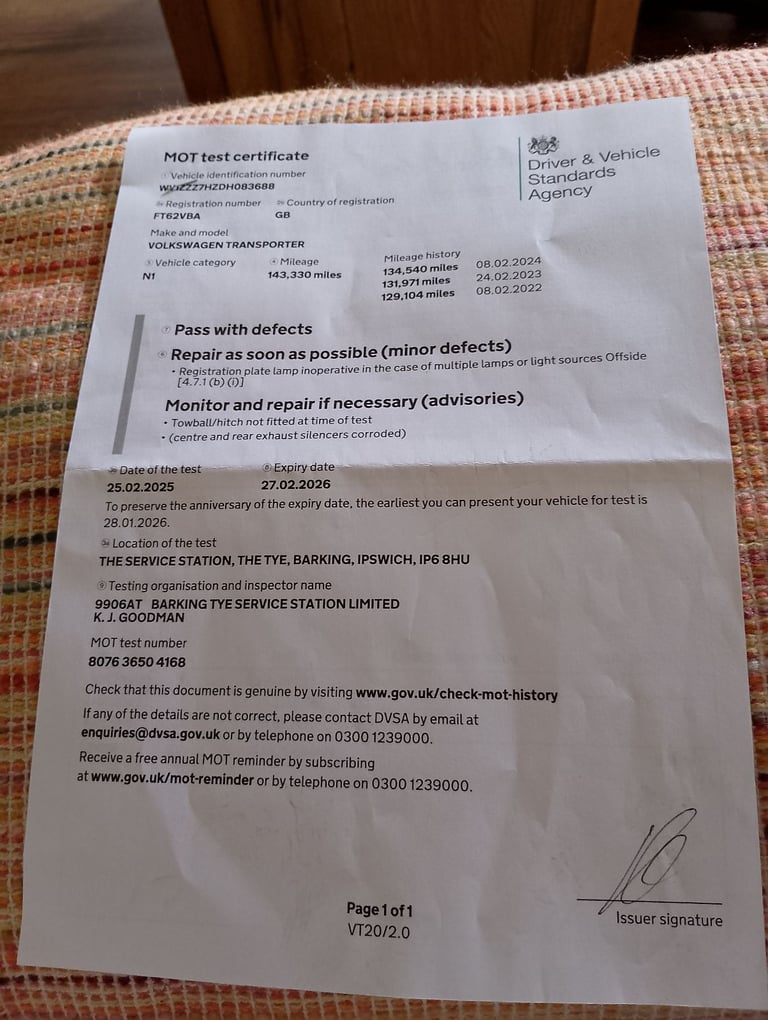 MOT test certificate
Driver & Vehicle
Standards
Agency
Vehicle identification number
WV1ZZZ7HZDH083688
Registration number Country of registration
FT62VBA GB
Make and model
VOLKSWAGEN TRANSPORTER
Vehicle category Mileage Mileage history
N1 143,330 miles 134,540 miles 08.02.2024
131,971 miles 24.02.2023
129,104 miles 08.02.2022
Pass with defects
Repair as soon as possible (minor defects)
• Registration plate lamp inoperative in the case of multiple lamps or light sources Offside
[4.7.1 (b) (i)]
Monitor and repair if necessary (advisories)
• Towball/hitch not fitted at time of test
• (centre and rear exhaust silencers corroded)
Date of the test Expiry date
25.02.2025 27.02.2026
To preserve the anniversary of the expiry date, the earliest you can present your vehicle for test is
28.01.2026.
Location of the test
THE SERVICE STATION, THE TYE, BARKING, IPSWICH, IP6 8HU
Testing organisation and inspector name
9906AT BARKING TYE SERVICE STATION LIMITED
K. J. GOODMAN
MOT test number
8076 3650 4168
Check that this document is genuine by visiting www.gov.uk/check-mot-history
If any of the details are not correct, please contact DVSA by email at
enquiries@dvsa.gov.uk or by telephone on 0300 1239000.
Receive a free annual MOT reminder by subscribing
at www.gov.uk/mot-reminder or by telephone on 0300 1239000.
Issuer signature
Page 1 of 1
VT20/2.0